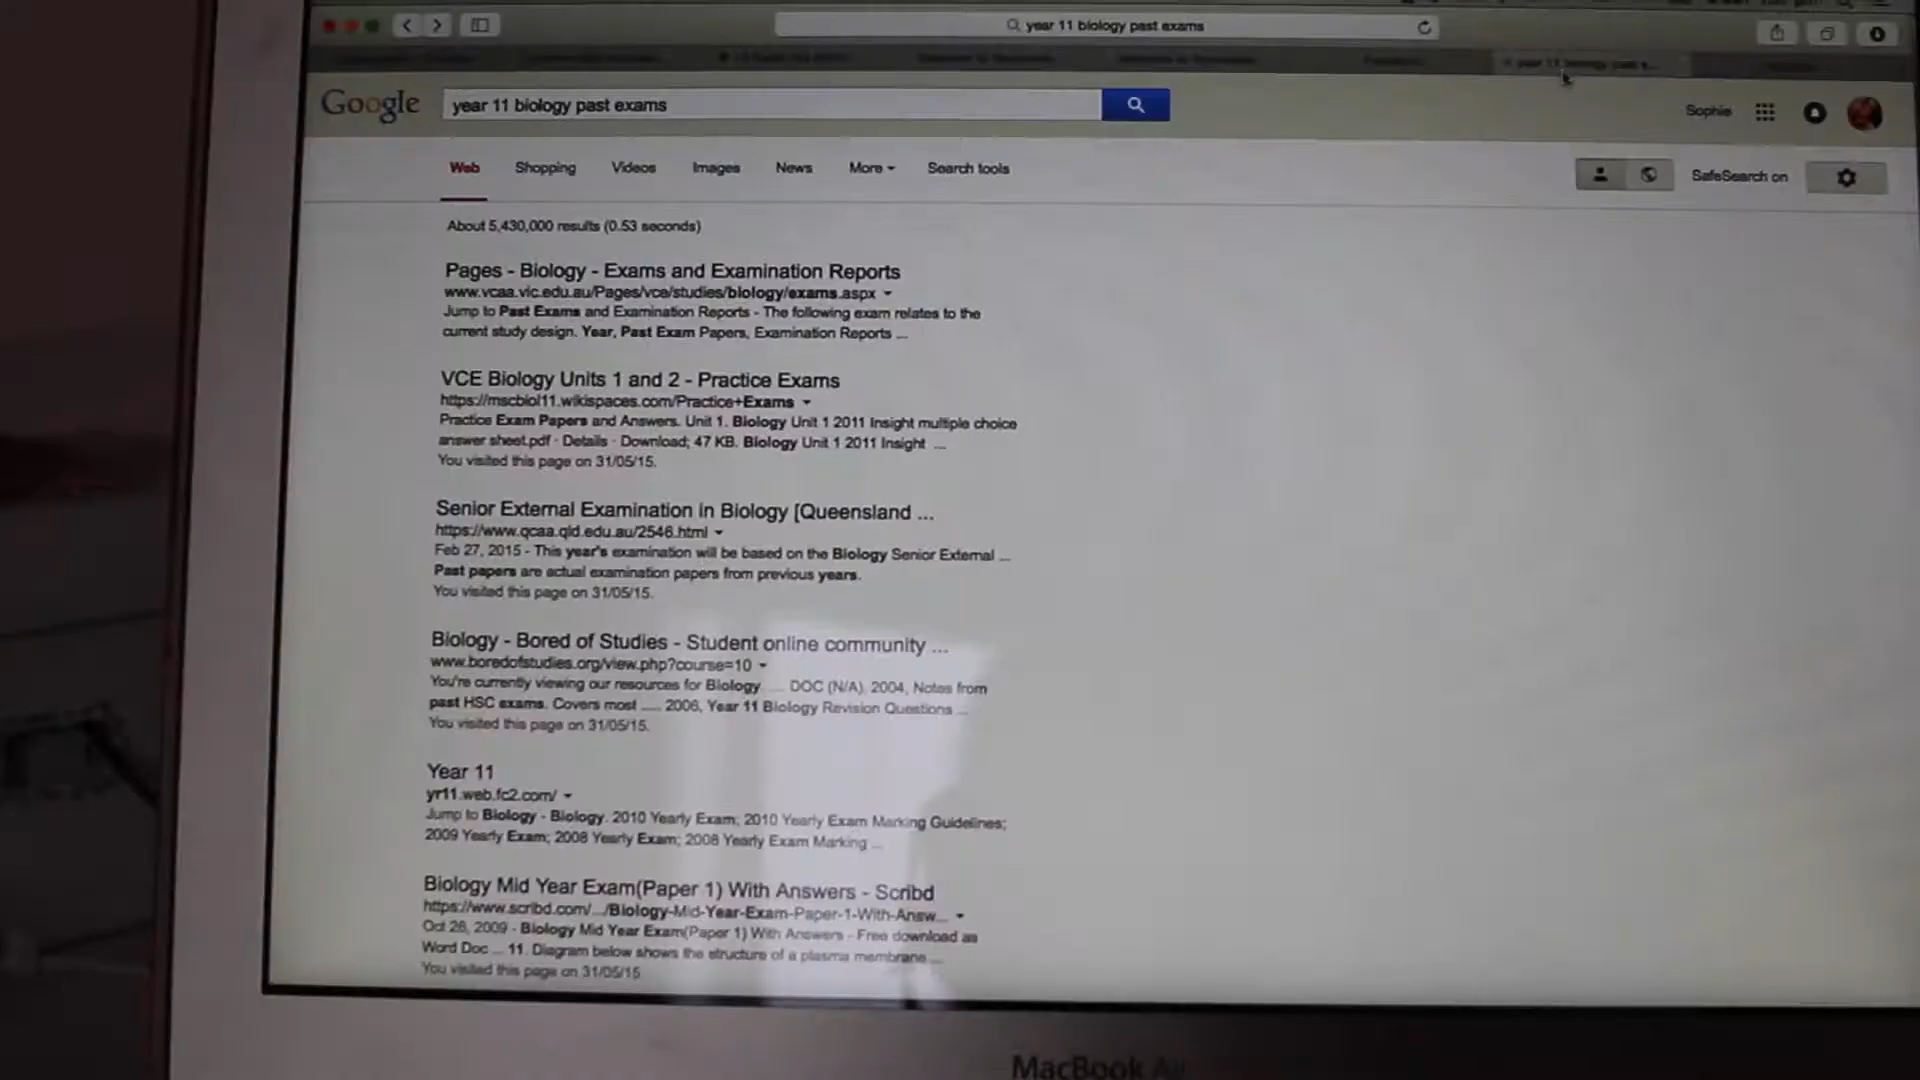 year 11 biology past exams
Google
year 11 biology past exams
Sophie
Web
Shopping
Videos
Images
News
More
Search tools
SafeSearch on
About 5,430,000 results (0.53 seconds)
Pages - Biology - Exams and Examination Reports
www.vcaa.vic.edu.au/Pages/vce/studies/biology/exams.aspx
Jump to Past Exams and Examination Reports - The following exam relates to the
current study design. Year, Past Exam Papers, Examination Reports ...
VCE Biology Units 1 and 2 - Practice Exams
https://mscbiol11.wikispaces.com/Practice+Exams
Practice Exam Papers and Answers. Unit 1. Biology Unit 1 2011 Insight multiple choice
answer sheet.pdf · Details · Download; 47 KB. Biology Unit 1 2011 Insight ...
You visited this page on 31/05/15.
Senior External Examination in Biology [Queensland ...
https://www.qcaa.qld.edu.au/2546.html
Feb 27, 2015 - This year's examination will be based on the Biology Senior External ...
Past papers are actual examination papers from previous years.
You visited this page on 31/05/15.
Biology - Bored of Studies - Student online community ...
www.boredofstudies.org/view.php?course=10
You're currently viewing our resources for Biology. ... DOC (N/A), 2004, Notes from
past HSC exams. Covers most ..... 2006, Year 11 Biology Revision Questions ...
You visited this page on 31/05/15.
Year 11
yr11.web.fc2.com/
Jump to Biology - Biology. 2010 Yearly Exam; 2010 Yearly Exam Marking Guidelines;
2009 Yearly Exam; 2008 Yearly Exam; 2008 Yearly Exam Marking ...
Biology Mid Year Exam(Paper 1) With Answers - Scribd
https://www.scribd.com/.../Biology-Mid-Year-Exam-Paper-1-With-Answ...
Oct 26, 2009 - Biology Mid Year Exam(Paper 1) With Answers - Free download as
Word Doc ... 11. Diagram below shows the structure of a plasma membrane ...
You visited this page on 31/05/15
MacBook Air